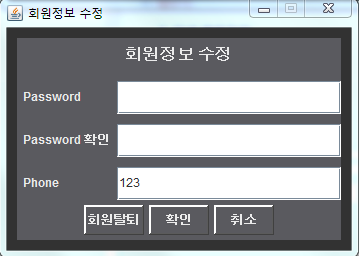 회원정보 수정
회원정보 수정
Password
Password 확인
Phone 123
회원탈퇴 확인 취소